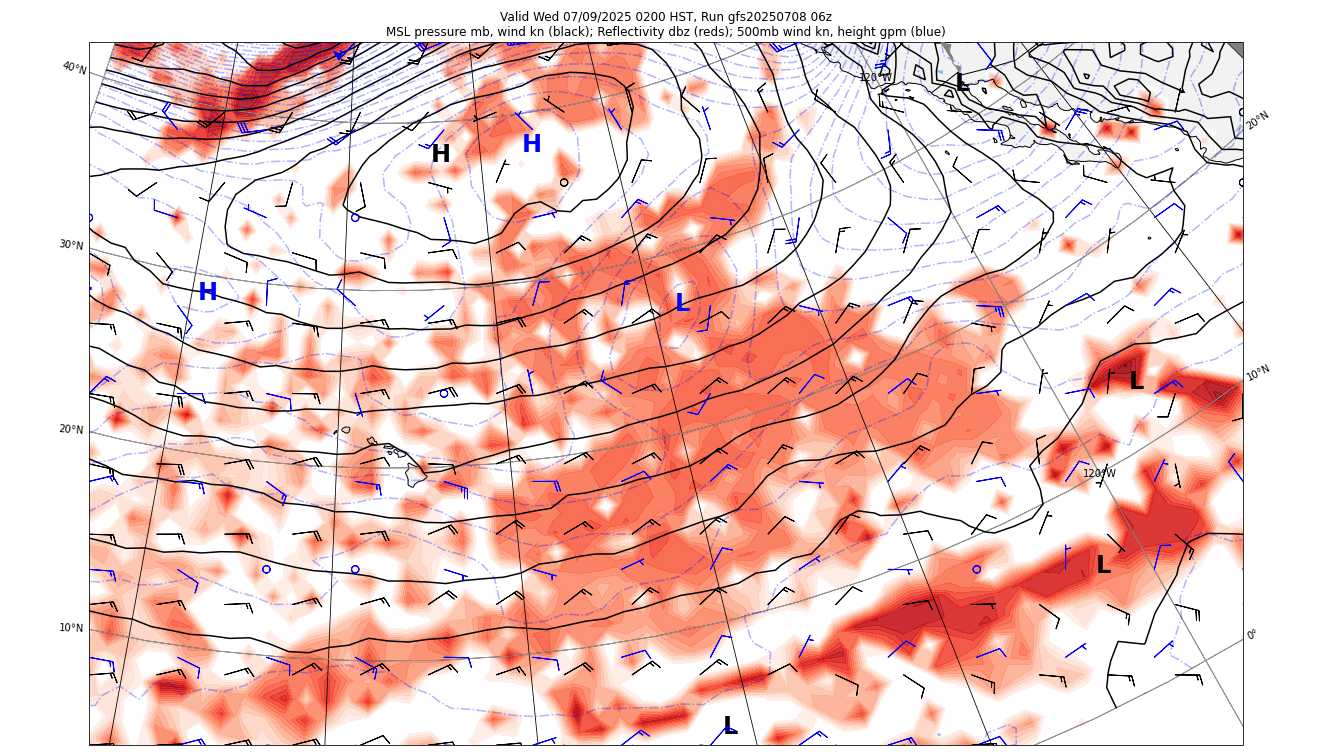 Valid Wed 07/09/2025 0200 HST, Run gfs20250708 06z
MSL pressure mb, wind kn (black); Reflectivity dbz (reds); 500mb wind kn, height gpm (blue)
40°N
120°W
L
20°N
H
H
30°N
H
L
10°N
L
20°N
120°W
L
10°N
0°
L